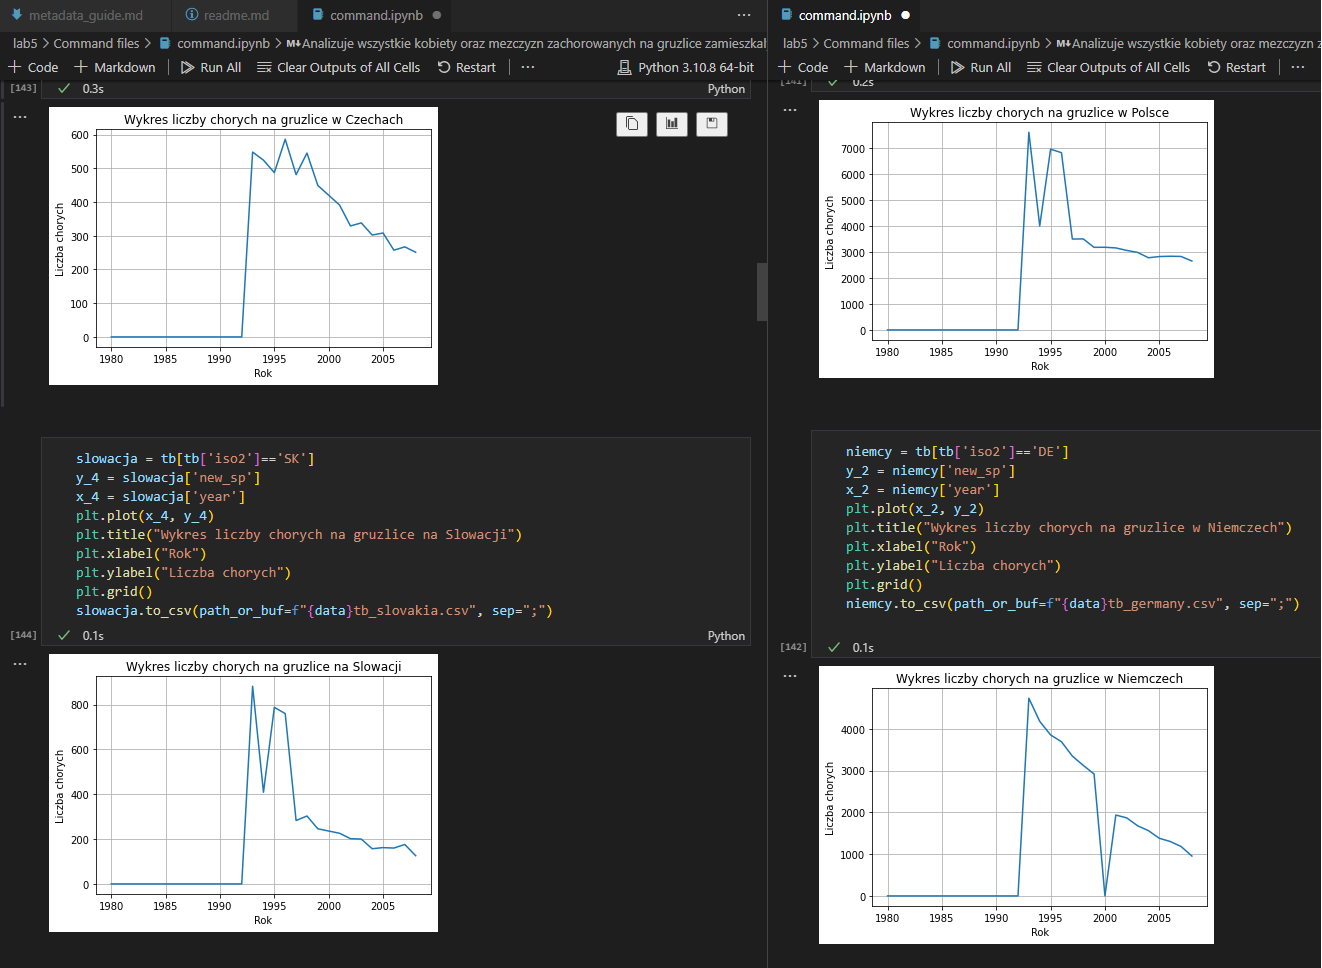 metadata_guide.md
readme.md
command.ipynb
lab5 > Command files > command.ipynb > M↓Analizuje wszystkie kobiety oraz mezczyzn zachorowanych na gruzlice zamieszkal
+ Code + Markdown | Run All Clear Outputs of All Cells Restart | ... Python 3.10.8 64-bit
[143] ✓ 0.3s Python
...
Wykres liczby chorych na gruzlice w Czechach
600
500
400
300
200
100
0
Liczba chorych
1980 1985 1990 1995 2000 2005
Rok
slowacja = tb[tb['iso2']=='SK']
y_4 = slowacja['new_sp']
x_4 = slowacja['year']
plt.plot(x_4, y_4)
plt.title("Wykres liczby chorych na gruzlice na Slowacji")
plt.xlabel("Rok")
plt.ylabel("Liczba chorych")
plt.grid()
slowacja.to_csv(path_or_buf=f"{data}tb_slovakia.csv", sep=";")
[144] ✓ 0.1s Python
...
Wykres liczby chorych na gruzlice na Slowacji
800
600
400
200
0
Liczba chorych
1980 1985 1990 1995 2000 2005
Rok
command.ipynb
lab5 > Command files > command.ipynb > M↓Analizuje wszystkie kobiety oraz mezczyzn z
+ Code + Markdown | Run All Clear Outputs of All Cells Restart | ...
[141] ✓ 0.2s
...
Wykres liczby chorych na gruzlice w Polsce
7000
6000
5000
4000
3000
2000
1000
0
Liczba chorych
1980 1985 1990 1995 2000 2005
Rok
niemcy = tb[tb['iso2']=='DE']
y_2 = niemcy['new_sp']
x_2 = niemcy['year']
plt.plot(x_2, y_2)
plt.title("Wykres liczby chorych na gruzlice w Niemczech")
plt.xlabel("Rok")
plt.ylabel("Liczba chorych")
plt.grid()
niemcy.to_csv(path_or_buf=f"{data}tb_germany.csv", sep=";")
[142] ✓ 0.1s
...
Wykres liczby chorych na gruzlice w Niemczech
4000
3000
2000
1000
0
Liczba chorych
1980 1985 1990 1995 2000 2005
Rok